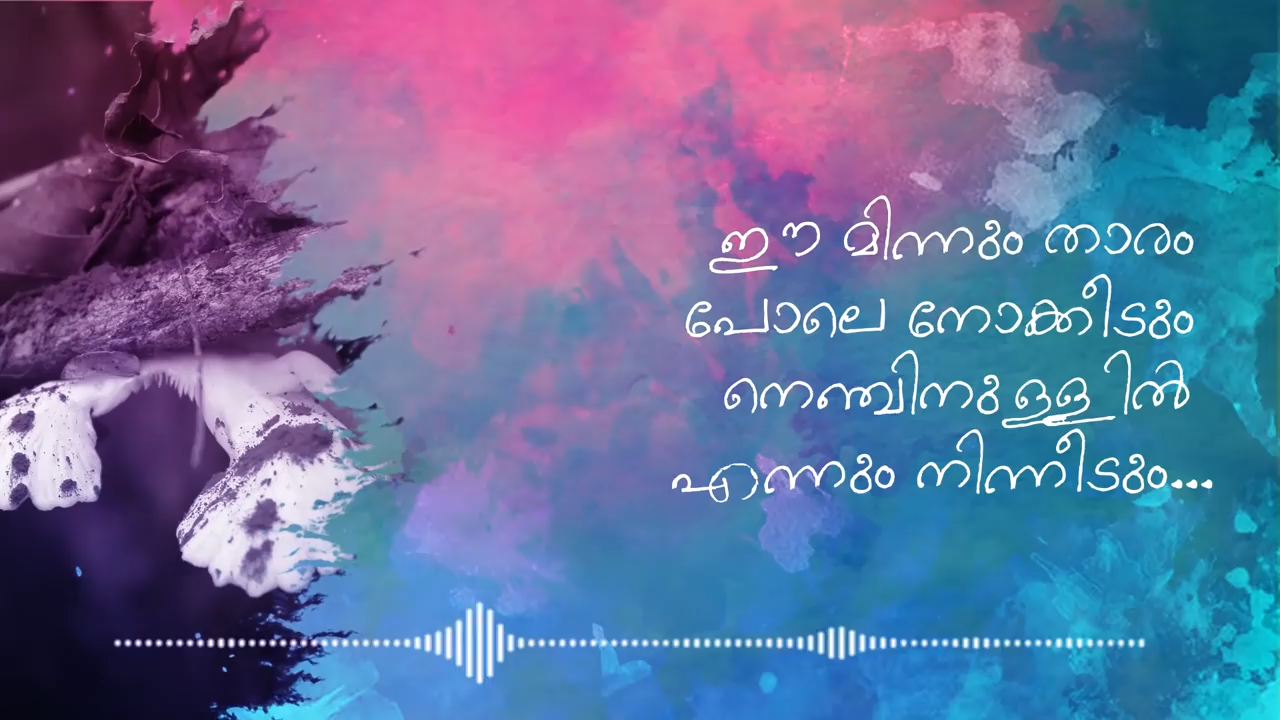 ഈ മിന്നും താരം
പോലെ നോക്കീടും
നെഞ്ചിനുള്ളിൽ
എന്നും നിന്നീടും...